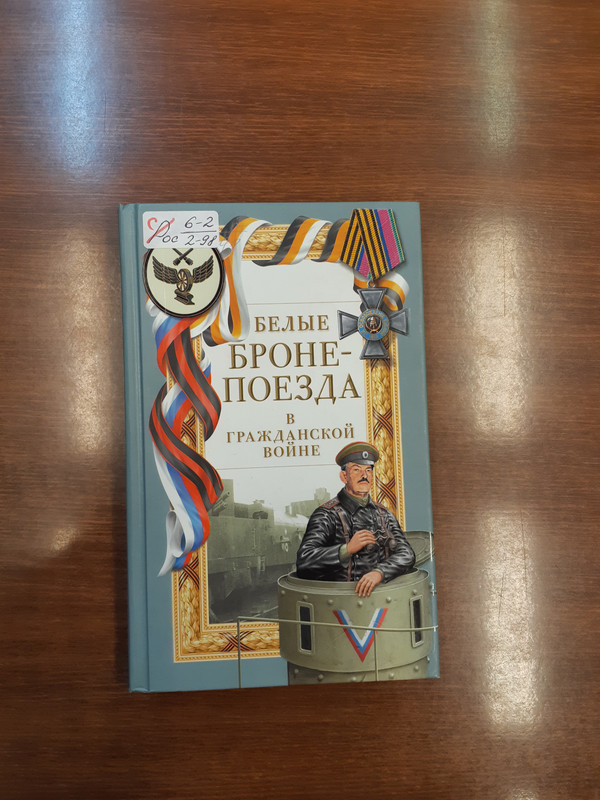 Рос 6-2
2-98
БЕЛЫЕ
БРОНЕ-
ПОЕЗДА
В
ГРАЖДАНСКОЙ
ВОЙНЕ